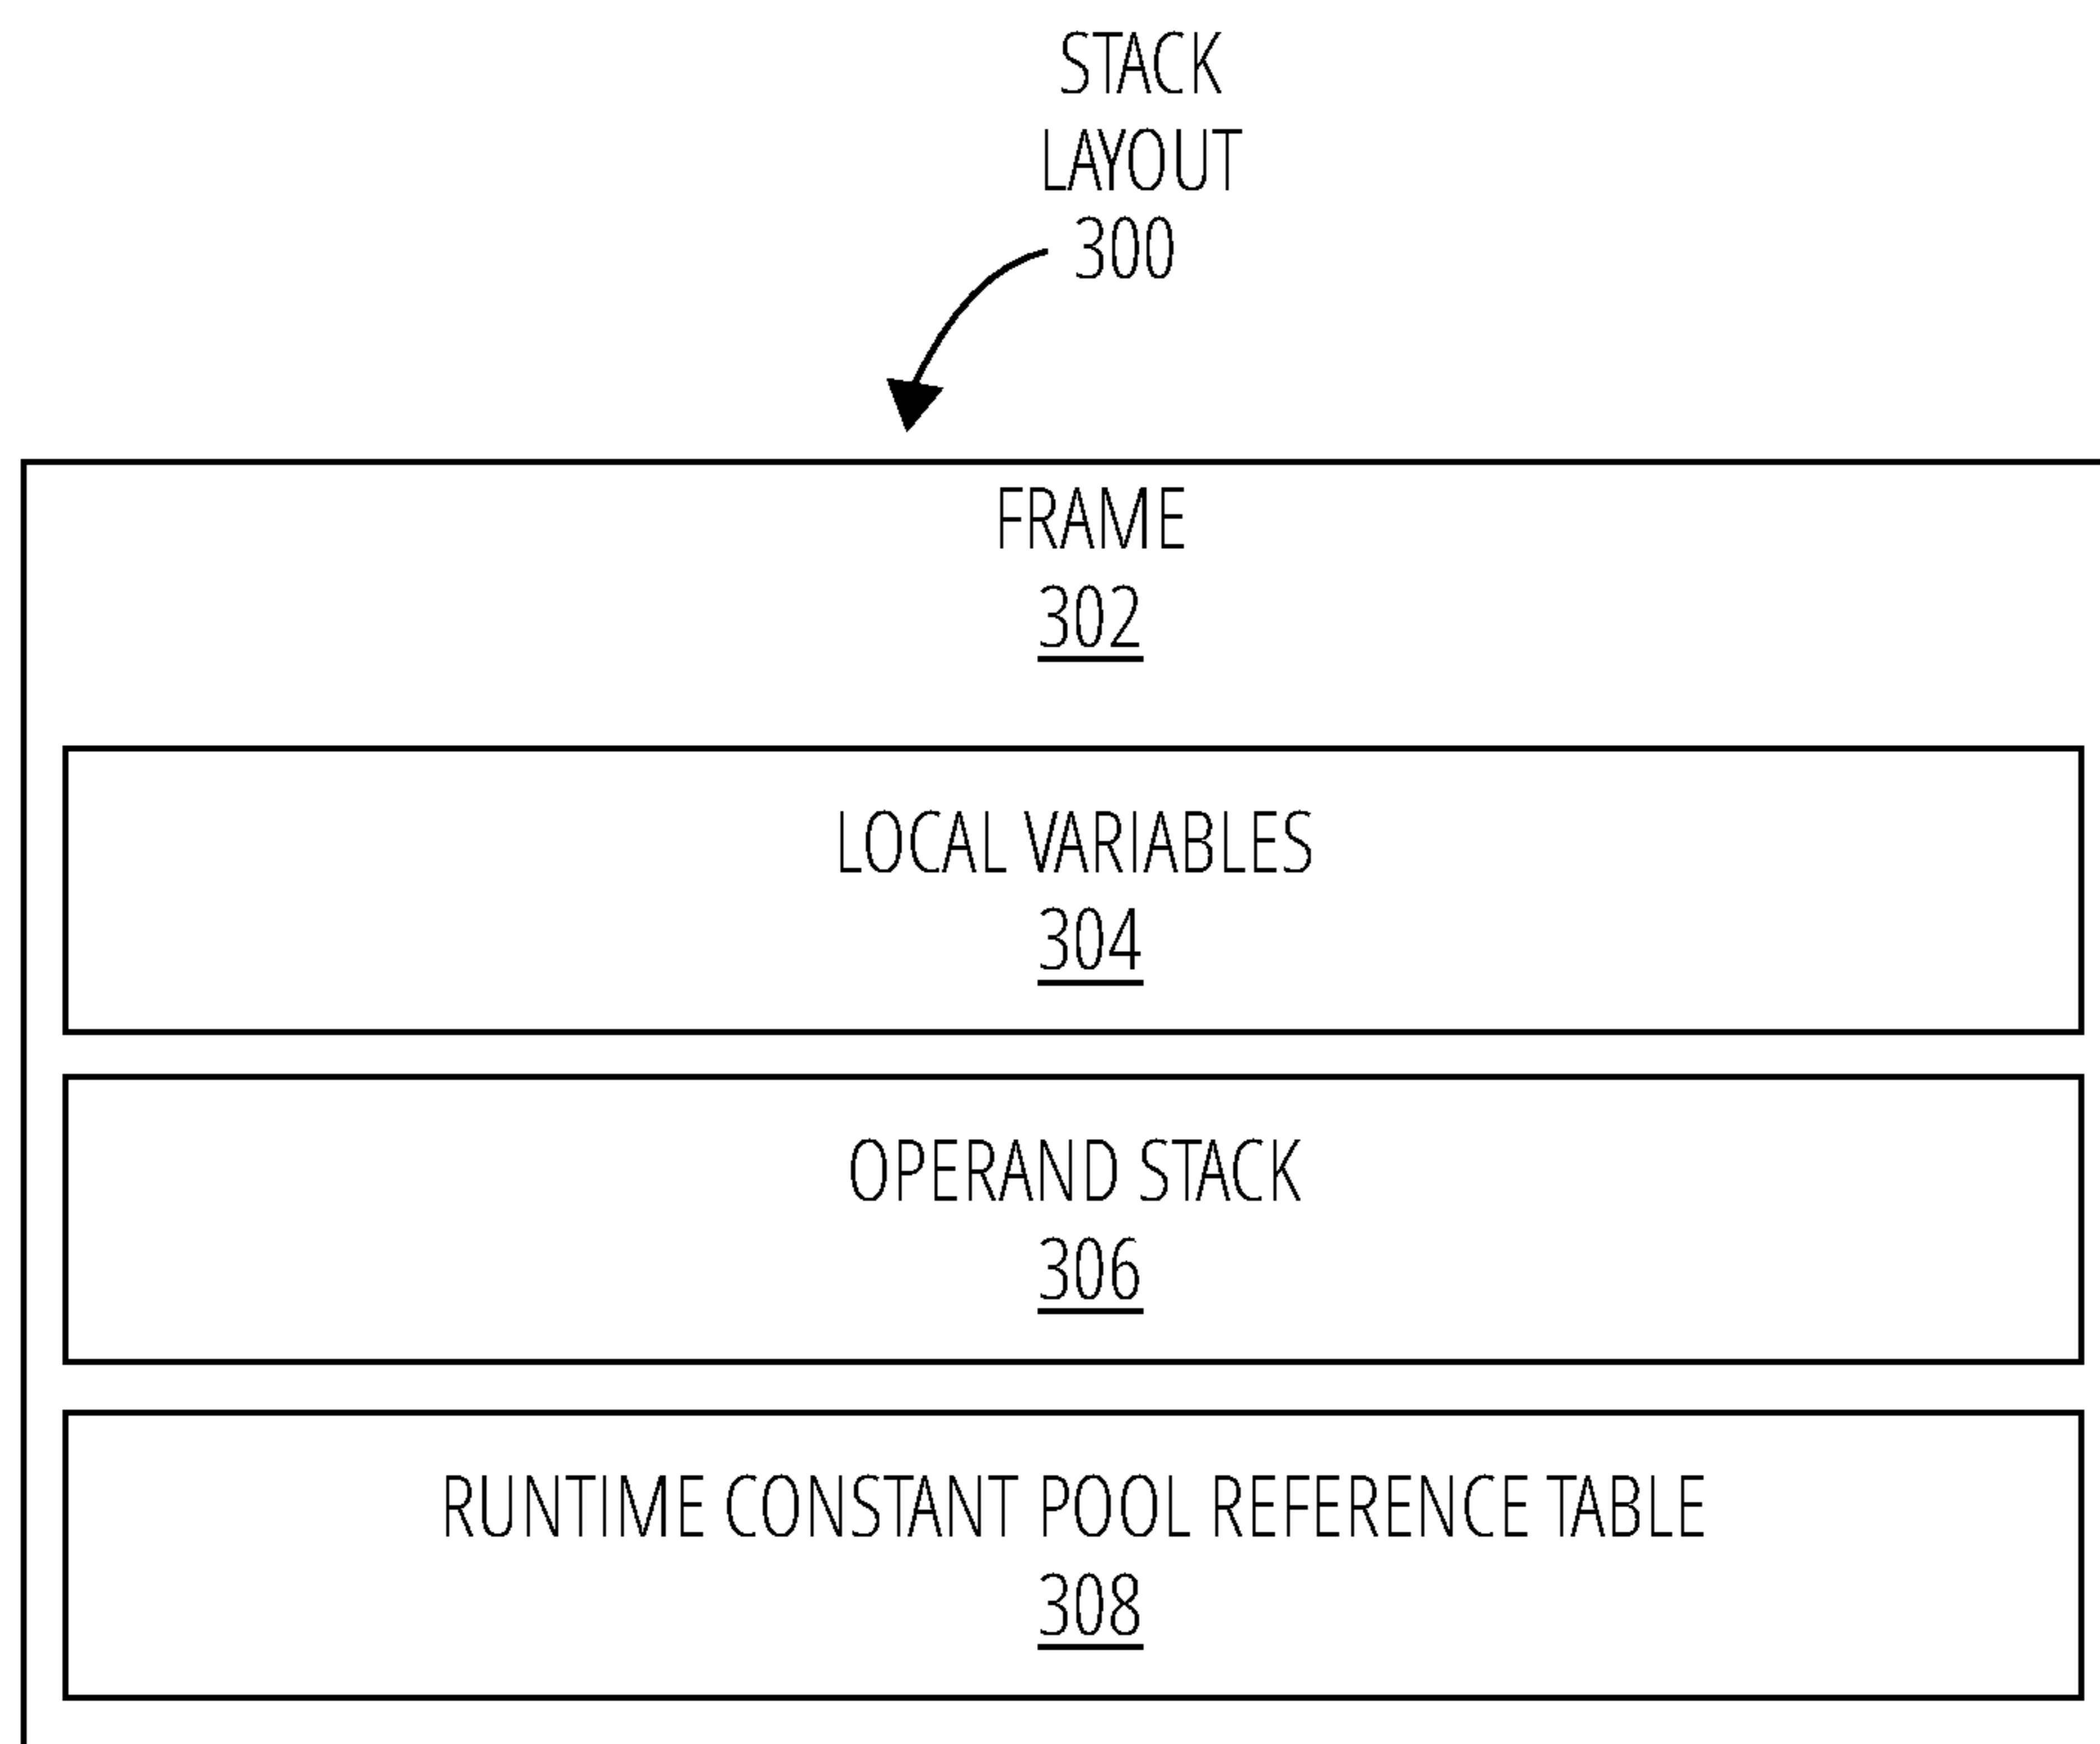 STACK
LAYOUT
300
FRAME
302
LOCAL VARIABLES
304
OPERAND STACK
306
RUNTIME CONSTANT POOL REFERENCE TABLE
308